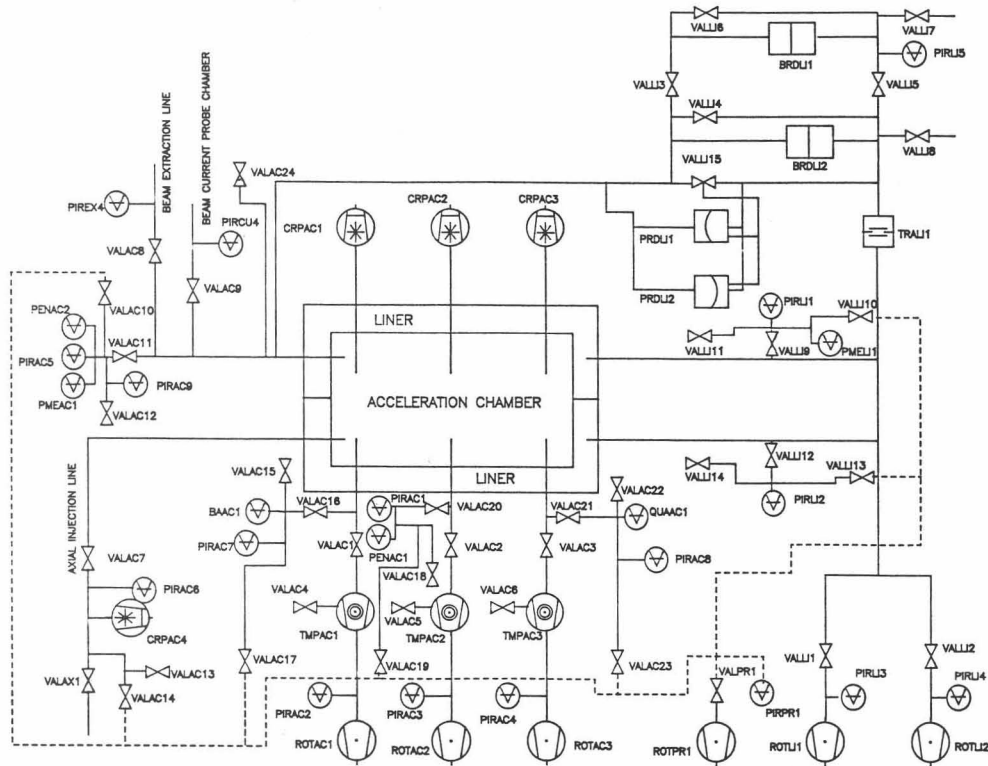 VALLI6
VALLI7
BRDLI1
PIRLI5
VALLI3
VALLI5
VALLI4
BRDLI2
VALLI8
VALLI15
BEAM EXTRACTION LINE
BEAM CURRENT PROBE CHAMBER
VALAC24
PIREX4
PIRCU4
CRPAC1
CRPAC2
CRPAC3
PRDLI1
TRALI1
VALAC8
VALAC9
PRDLI2
VALAC10
PENAC2
VALAC11
PIRAC5
PIRAC9
PMEAC1
VALAC12
LINER
ACCELERATION CHAMBER
LINER
PIRLI1
VALLI10
VALLI11
VALLI9
PMELI1
VALLI12
VALLI13
VALLI14
PIRLI2
VALAC15
BAAC1
VALAC16
PIRAC1
VALAC20
VALAC21
VALAC22
QUAAC1
PIRAC7
VALAC1
PENAC1
VALAC2
VALAC3
PIRAC8
AXIAL INJECTION LINE
VALAC7
VALAC18
PIRAC6
VALAC4
VALAC5
VALAC6
CRPAC4
TMPAC1
TMPAC2
TMPAC3
VALAX1
VALAC13
VALAC14
VALAC17
VALAC19
VALAC23
VALPR1
VALLI1
VALLI2
PIRAC2
PIRAC3
PIRAC4
PIRPR1
PIRLI3
PIRLI4
ROTAC1
ROTAC2
ROTAC3
ROTPR1
ROTLI1
ROTLI2